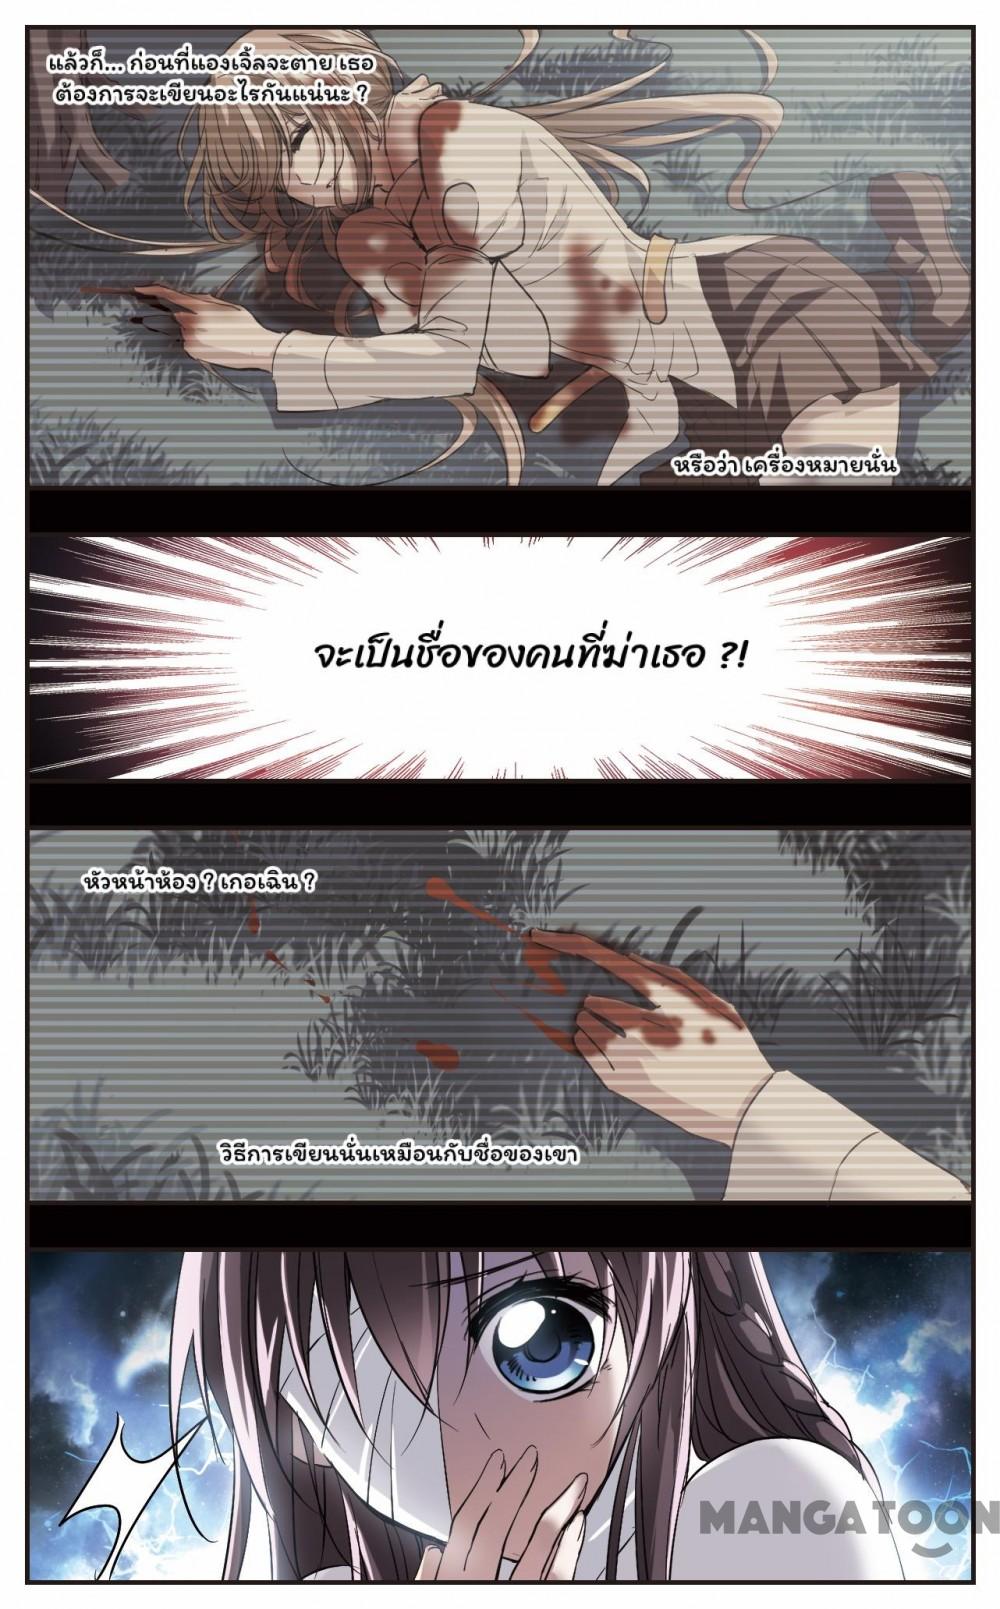 แล้วก็... ก่อนที่แองเจิ้ลจะตาย เธอ
ต้องการจะเขียนอะไรกันแน่นะ ?
หรือว่า เครื่องหมายนั่น
จะเป็นชื่อของคนที่ฆ่าเธอ ?!
หัวหน้าห้อง ? เกอเฉิน ?
วิธีการเขียนนั่นเหมือนกับชื่อของเขา
MANGATOON